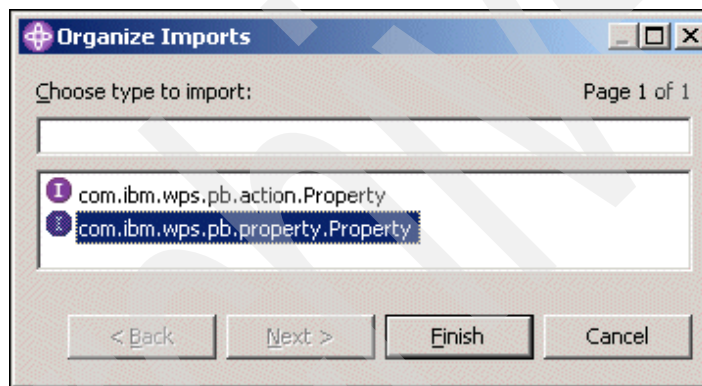 Organize Imports
Choose type to import:
Page 1 of 1
com.ibm.wps.pb.action.Property
com.ibm.wps.pb.property.Property
< Back
Next >
Finish
Cancel